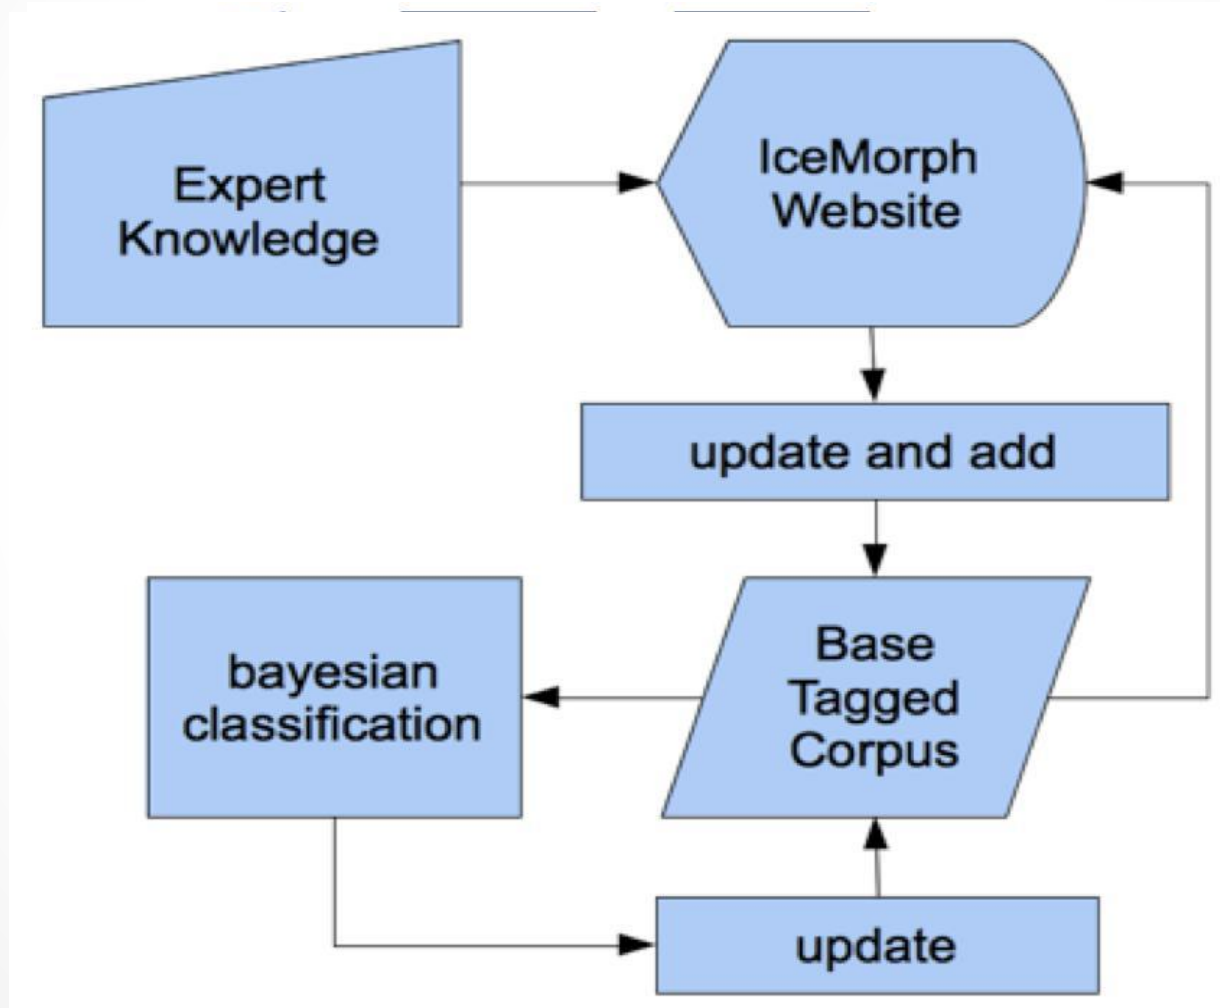 Expert
Knowledge
IceMorph
Website
update and add
bayesian
classification
Base
Tagged
Corpus
update